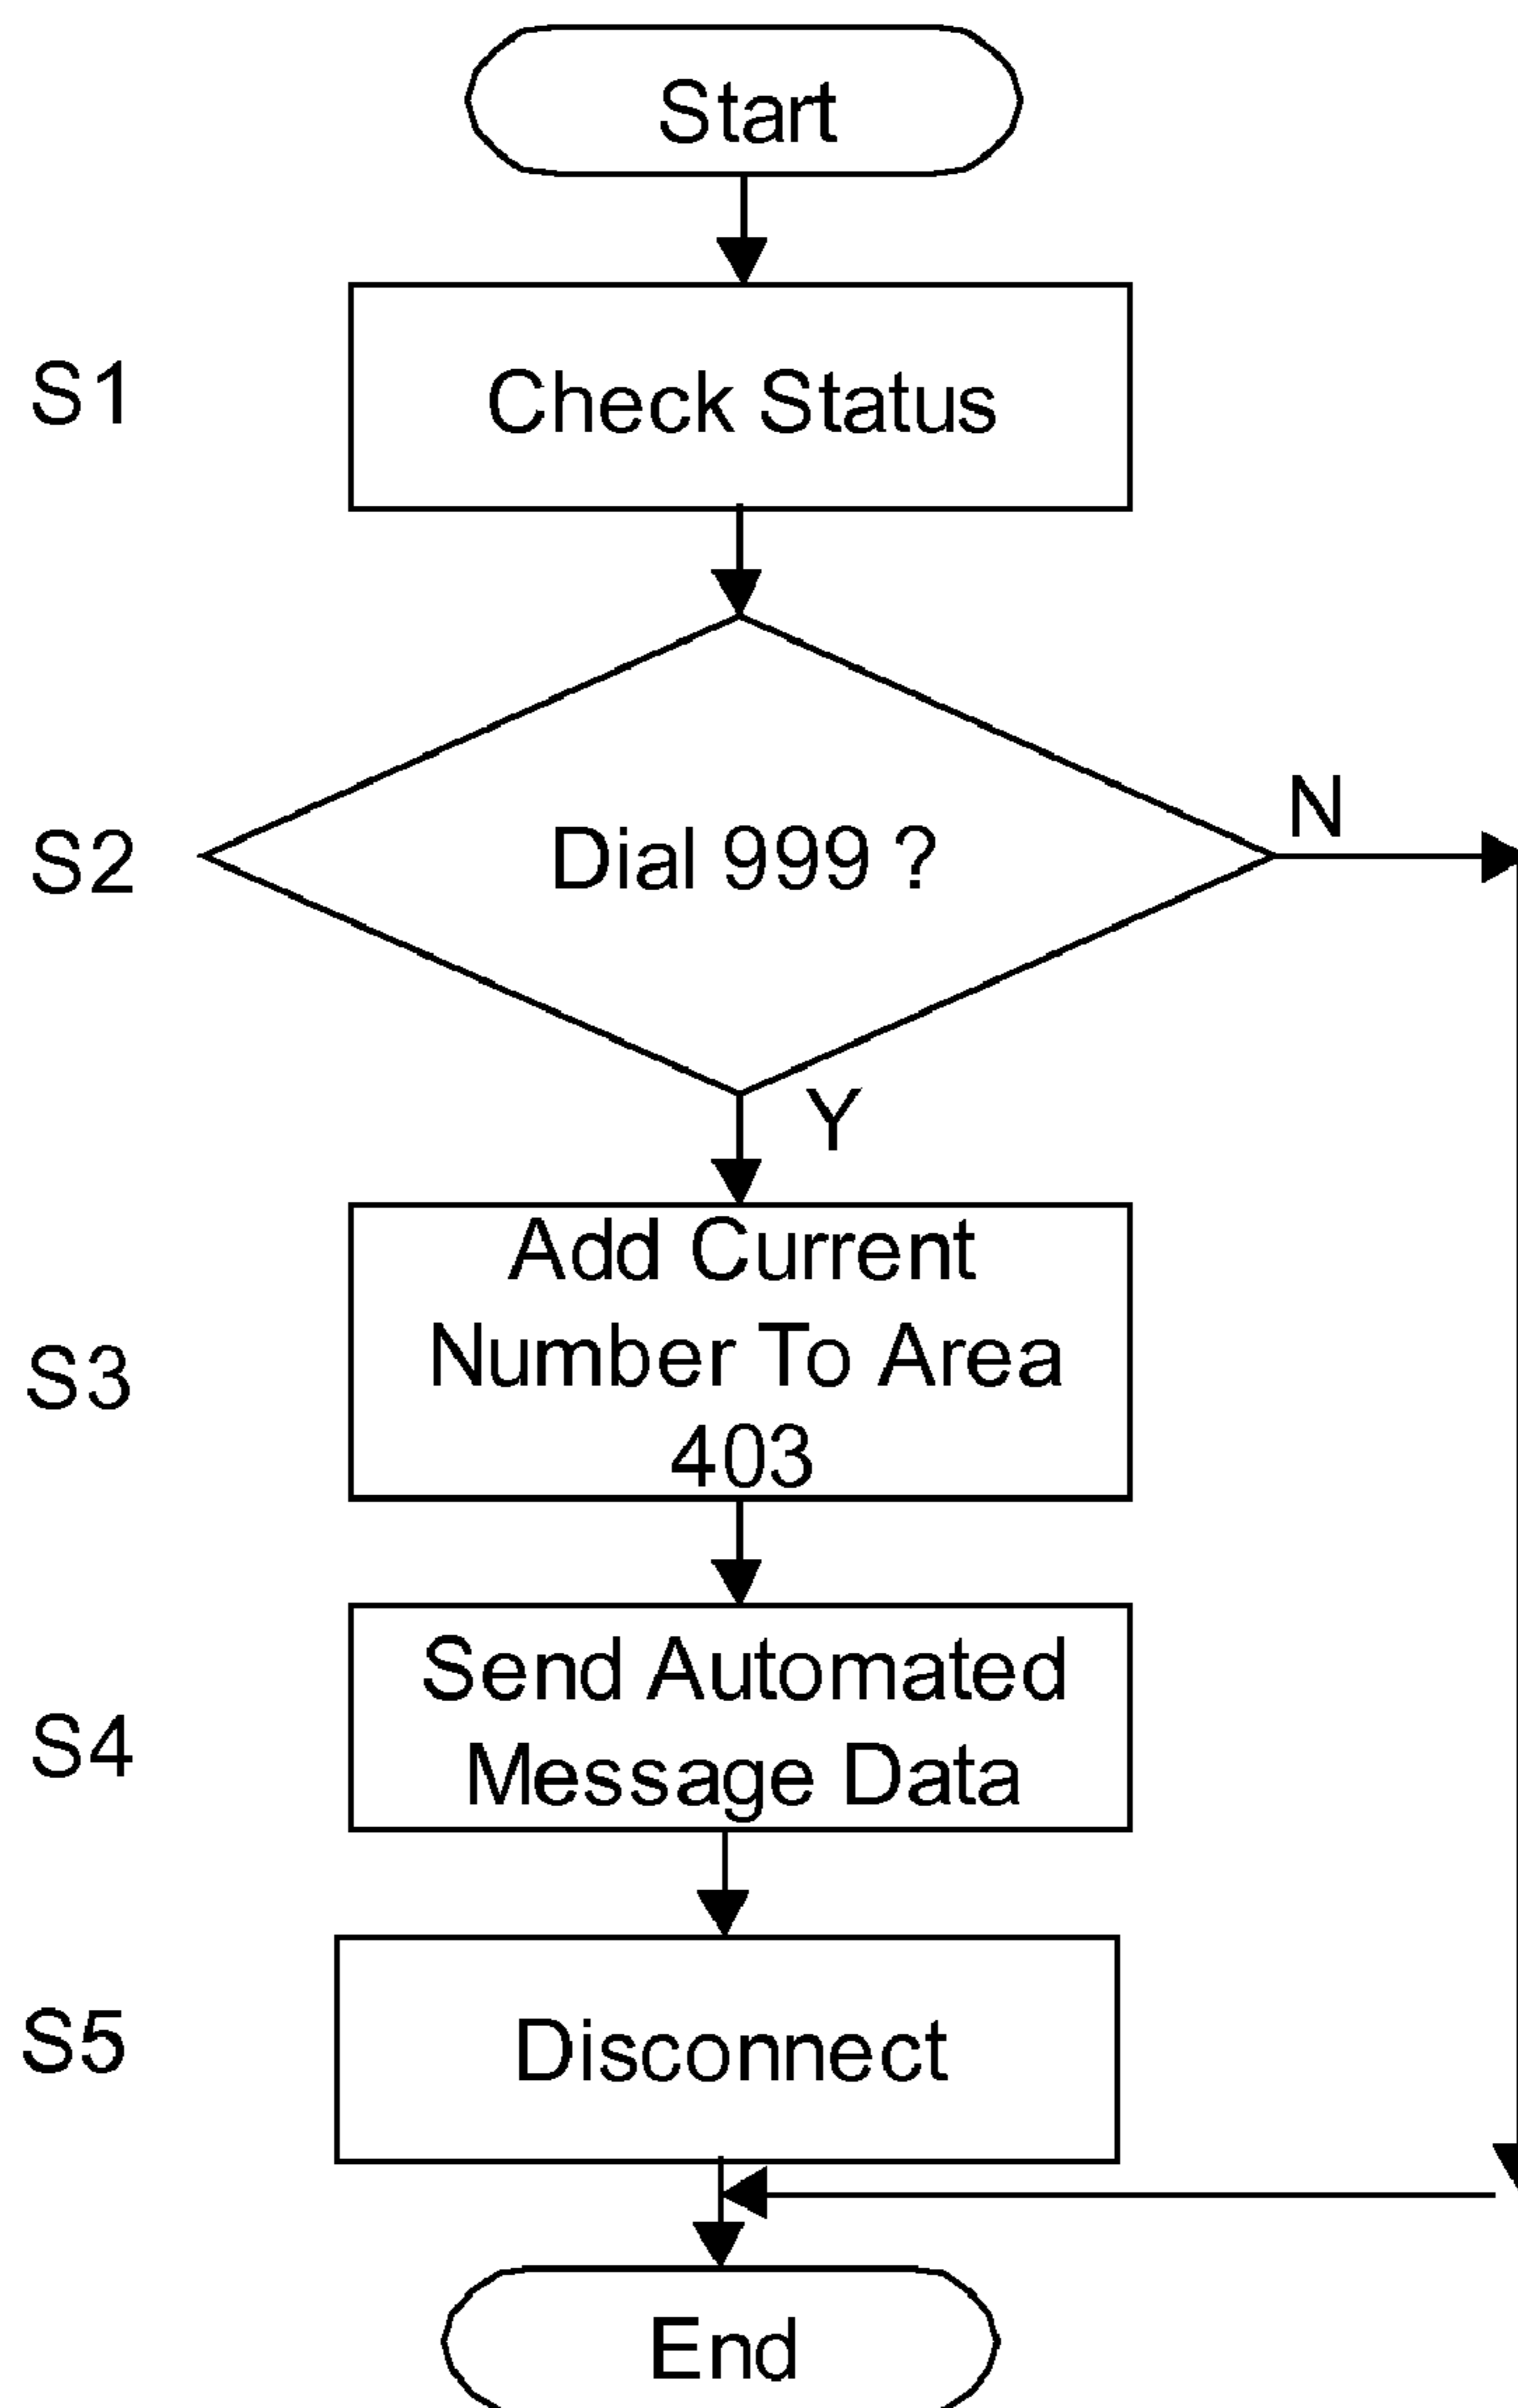 Start
S1
Check Status
S2
Dial 999 ?
N
Y
S3
Add Current
Number To Area
403
S4
Send Automated
Message Data
S5
Disconnect
End